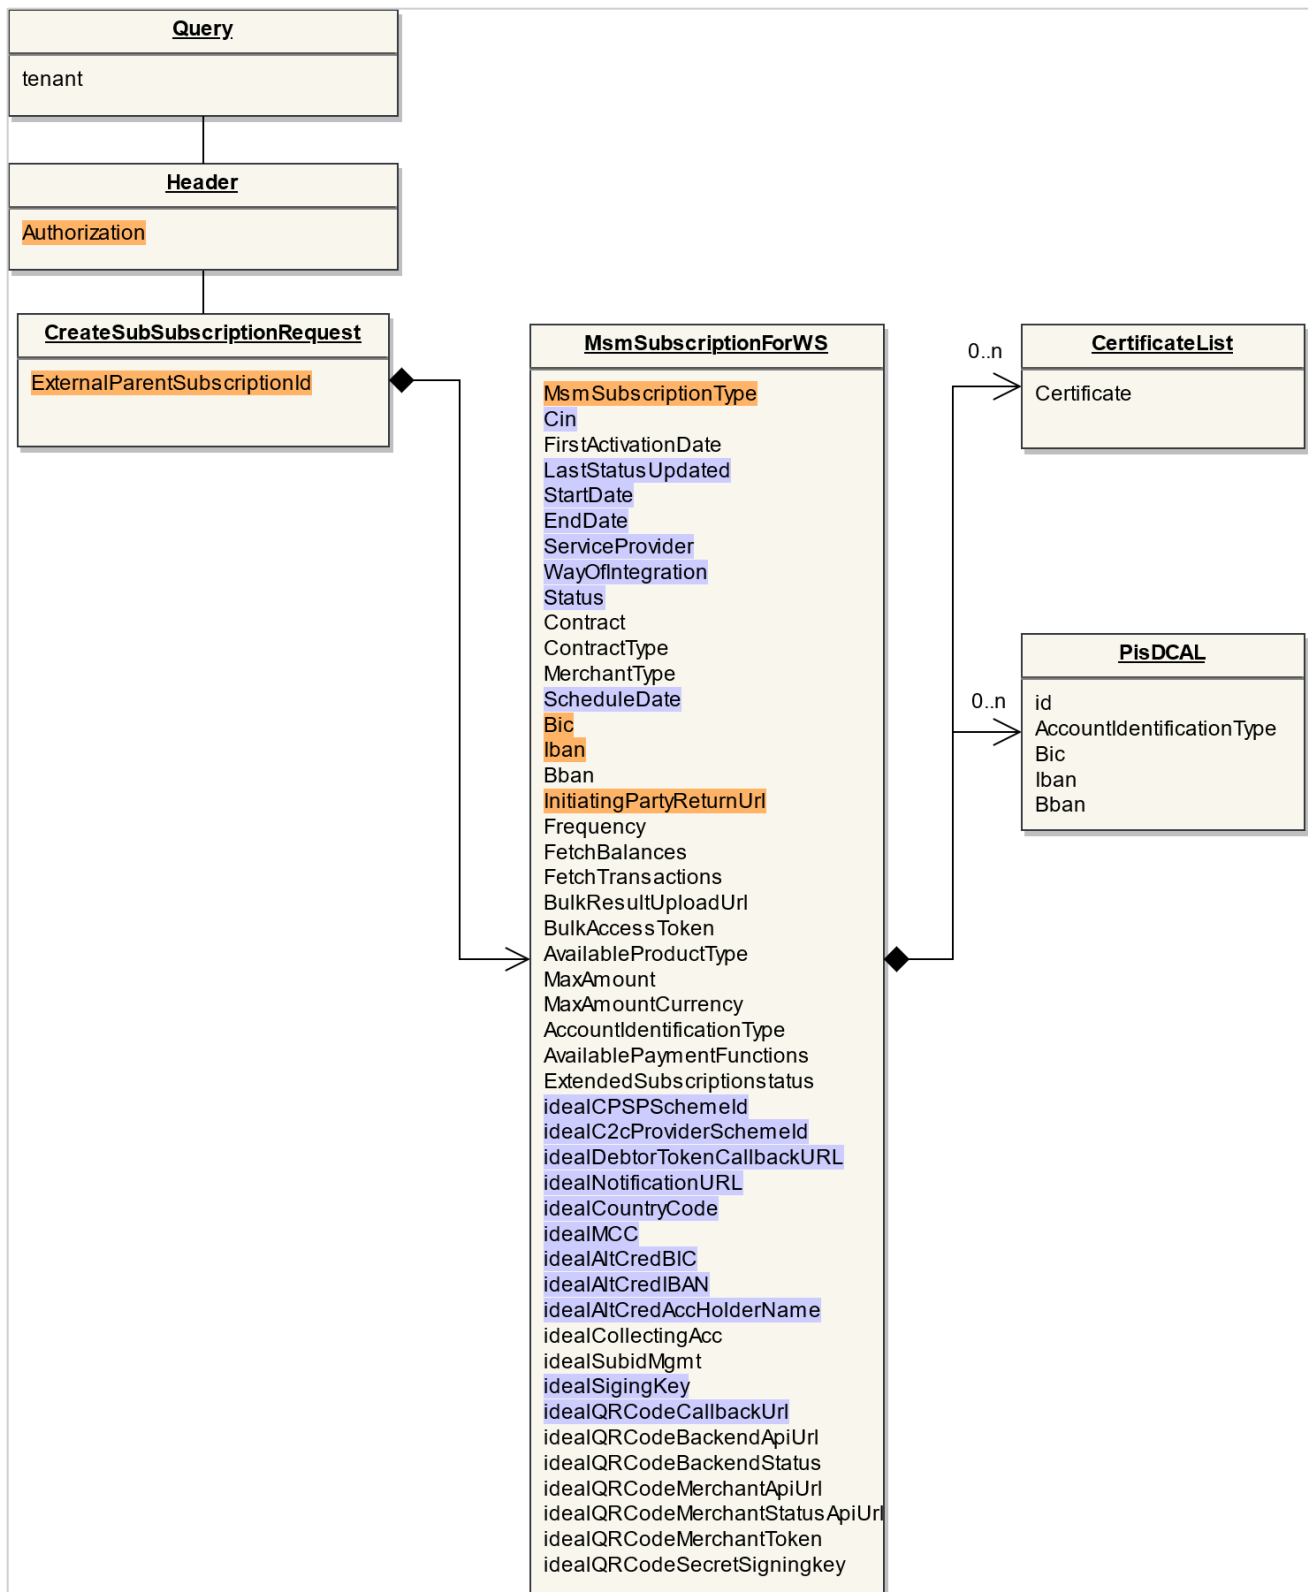 Query
tenant
Header
Authorization
CreateSubSubscriptionRequest
ExternalParentSubscriptionId
MsmSubscriptionForWS
MsmSubscriptionType
Cin
FirstActivationDate
LastStatusUpdated
StartDate
EndDate
ServiceProvider
WayOfIntegration
Status
Contract
ContractType
MerchantType
ScheduleDate
Bic
Iban
Bban
InitiatingPartyReturnUrl
Frequency
FetchBalances
FetchTransactions
BulkResultUploadUrl
BulkAccessToken
AvailableProductType
MaxAmount
MaxAmountCurrency
AccountIdentificationType
AvailablePaymentFunctions
ExtendedSubscriptionstatus
idealCPSPSchemeId
idealC2cProviderSchemeId
idealDebtorTokenCallbackURL
idealNotificationURL
idealCountryCode
idealMCC
idealAltCredBIC
idealAltCredIBAN
idealAltCredAccHolderName
idealCollectingAcc
idealSubidMgmt
idealSigingKey
idealQRCodeCallbackUrl
idealQRCodeBackendApiUrl
idealQRCodeBackendStatus
idealQRCodeMerchantApiUrl
idealQRCodeMerchantStatusApiUrl
idealQRCodeMerchantToken
idealQRCodeSecretSigningkey
0..n
CertificateList
Certificate
0..n
PisDCAL
id
AccountIdentificationType
Bic
Iban
Bban